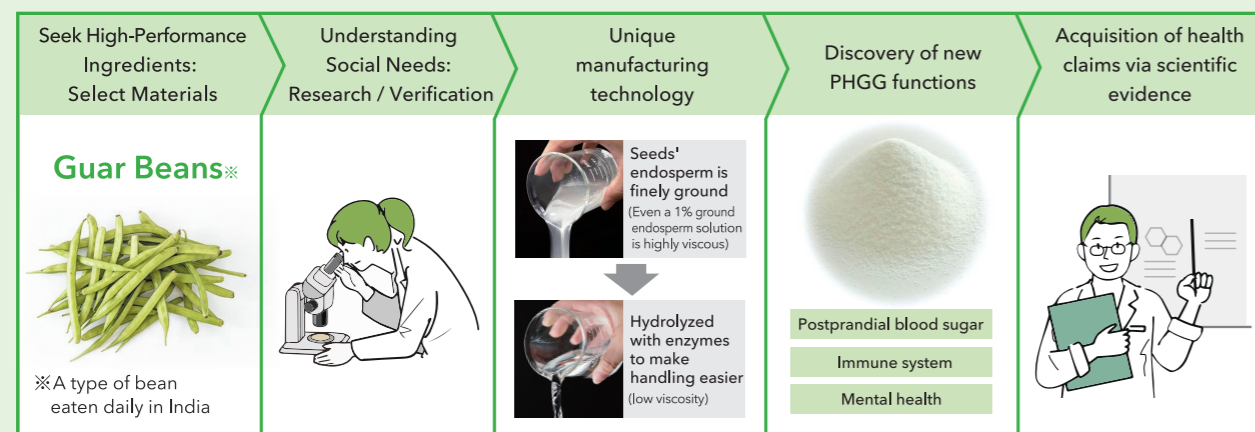 Seek High-Performance
Ingredients:
Select Materials
Understanding
Social Needs:
Research / Verification
Unique
manufacturing
technology
Discovery of new
PHGG functions
Acquisition of health
claims via scientific
evidence
Guar Beans※
※A type of bean
eaten daily in India
Seeds'
endosperm is
finely ground
(Even a 1% ground
endosperm solution
is highly viscous)
Hydrolyzed
with enzymes
to make
handling easier
(low viscosity)
Postprandial blood sugar
Immune system
Mental health